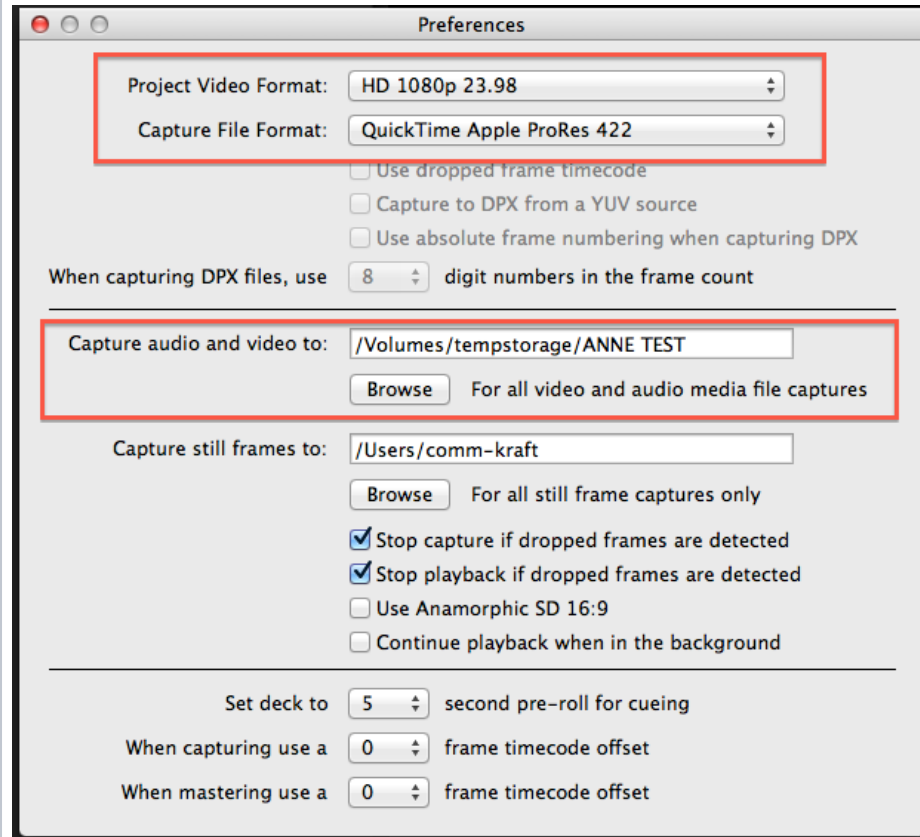 Preferences
Project Video Format: HD 1080p 23.98
Capture File Format: QuickTime Apple ProRes 422
Use dropped frame timecode
Capture to DPX from a YUV source
Use absolute frame numbering when capturing DPX
When capturing DPX files, use 8 digit numbers in the frame count
Capture audio and video to: /Volumes/tempstorage/ANNE TEST
Browse For all video and audio media file captures
Capture still frames to: /Users/comm-kraft
Browse For all still frame captures only
Stop capture if dropped frames are detected
Stop playback if dropped frames are detected
Use Anamorphic SD 16:9
Continue playback when in the background
Set deck to 5 second pre-roll for cueing
When capturing use a 0 frame timecode offset
When mastering use a 0 frame timecode offset